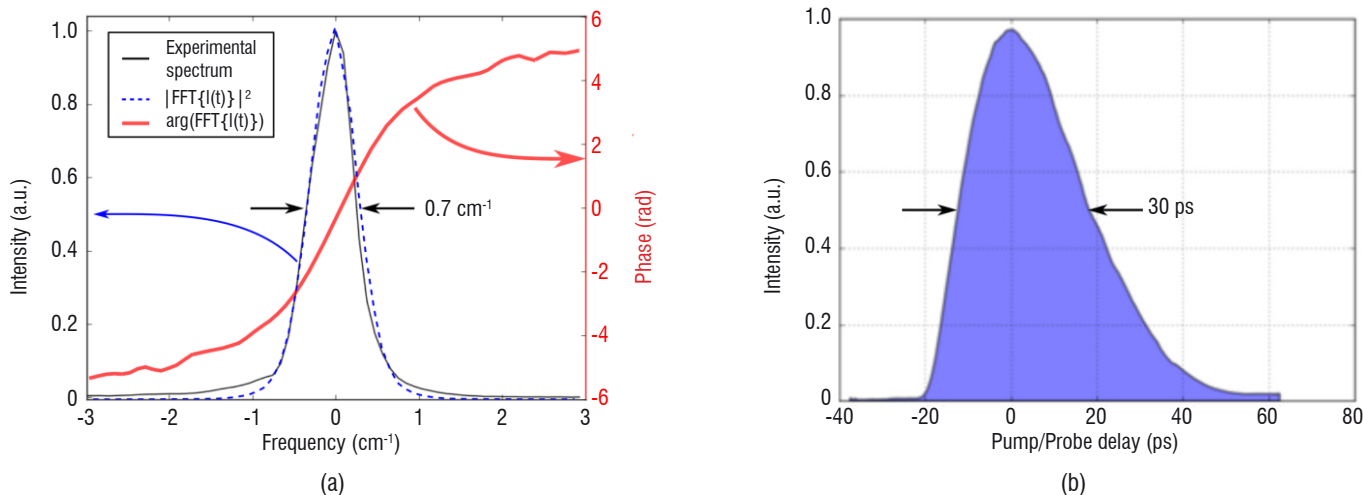 Experimental
spectrum
|FFT{I(t)}|²
arg(FFT{I(t)})
Intensity (a.u.)
1.0
0.8
0.6
0.4
0.2
0
-3
-2
-1
0
1
2
3
Frequency (cm⁻¹)
0.7 cm⁻¹
6
4
2
0
-2
-4
-6
Phase (rad)
(a)
Intensity (a.u.)
1.0
0.8
0.6
0.4
0.2
0
-40
-20
0
20
40
60
80
Pump/Probe delay (ps)
30 ps
(b)